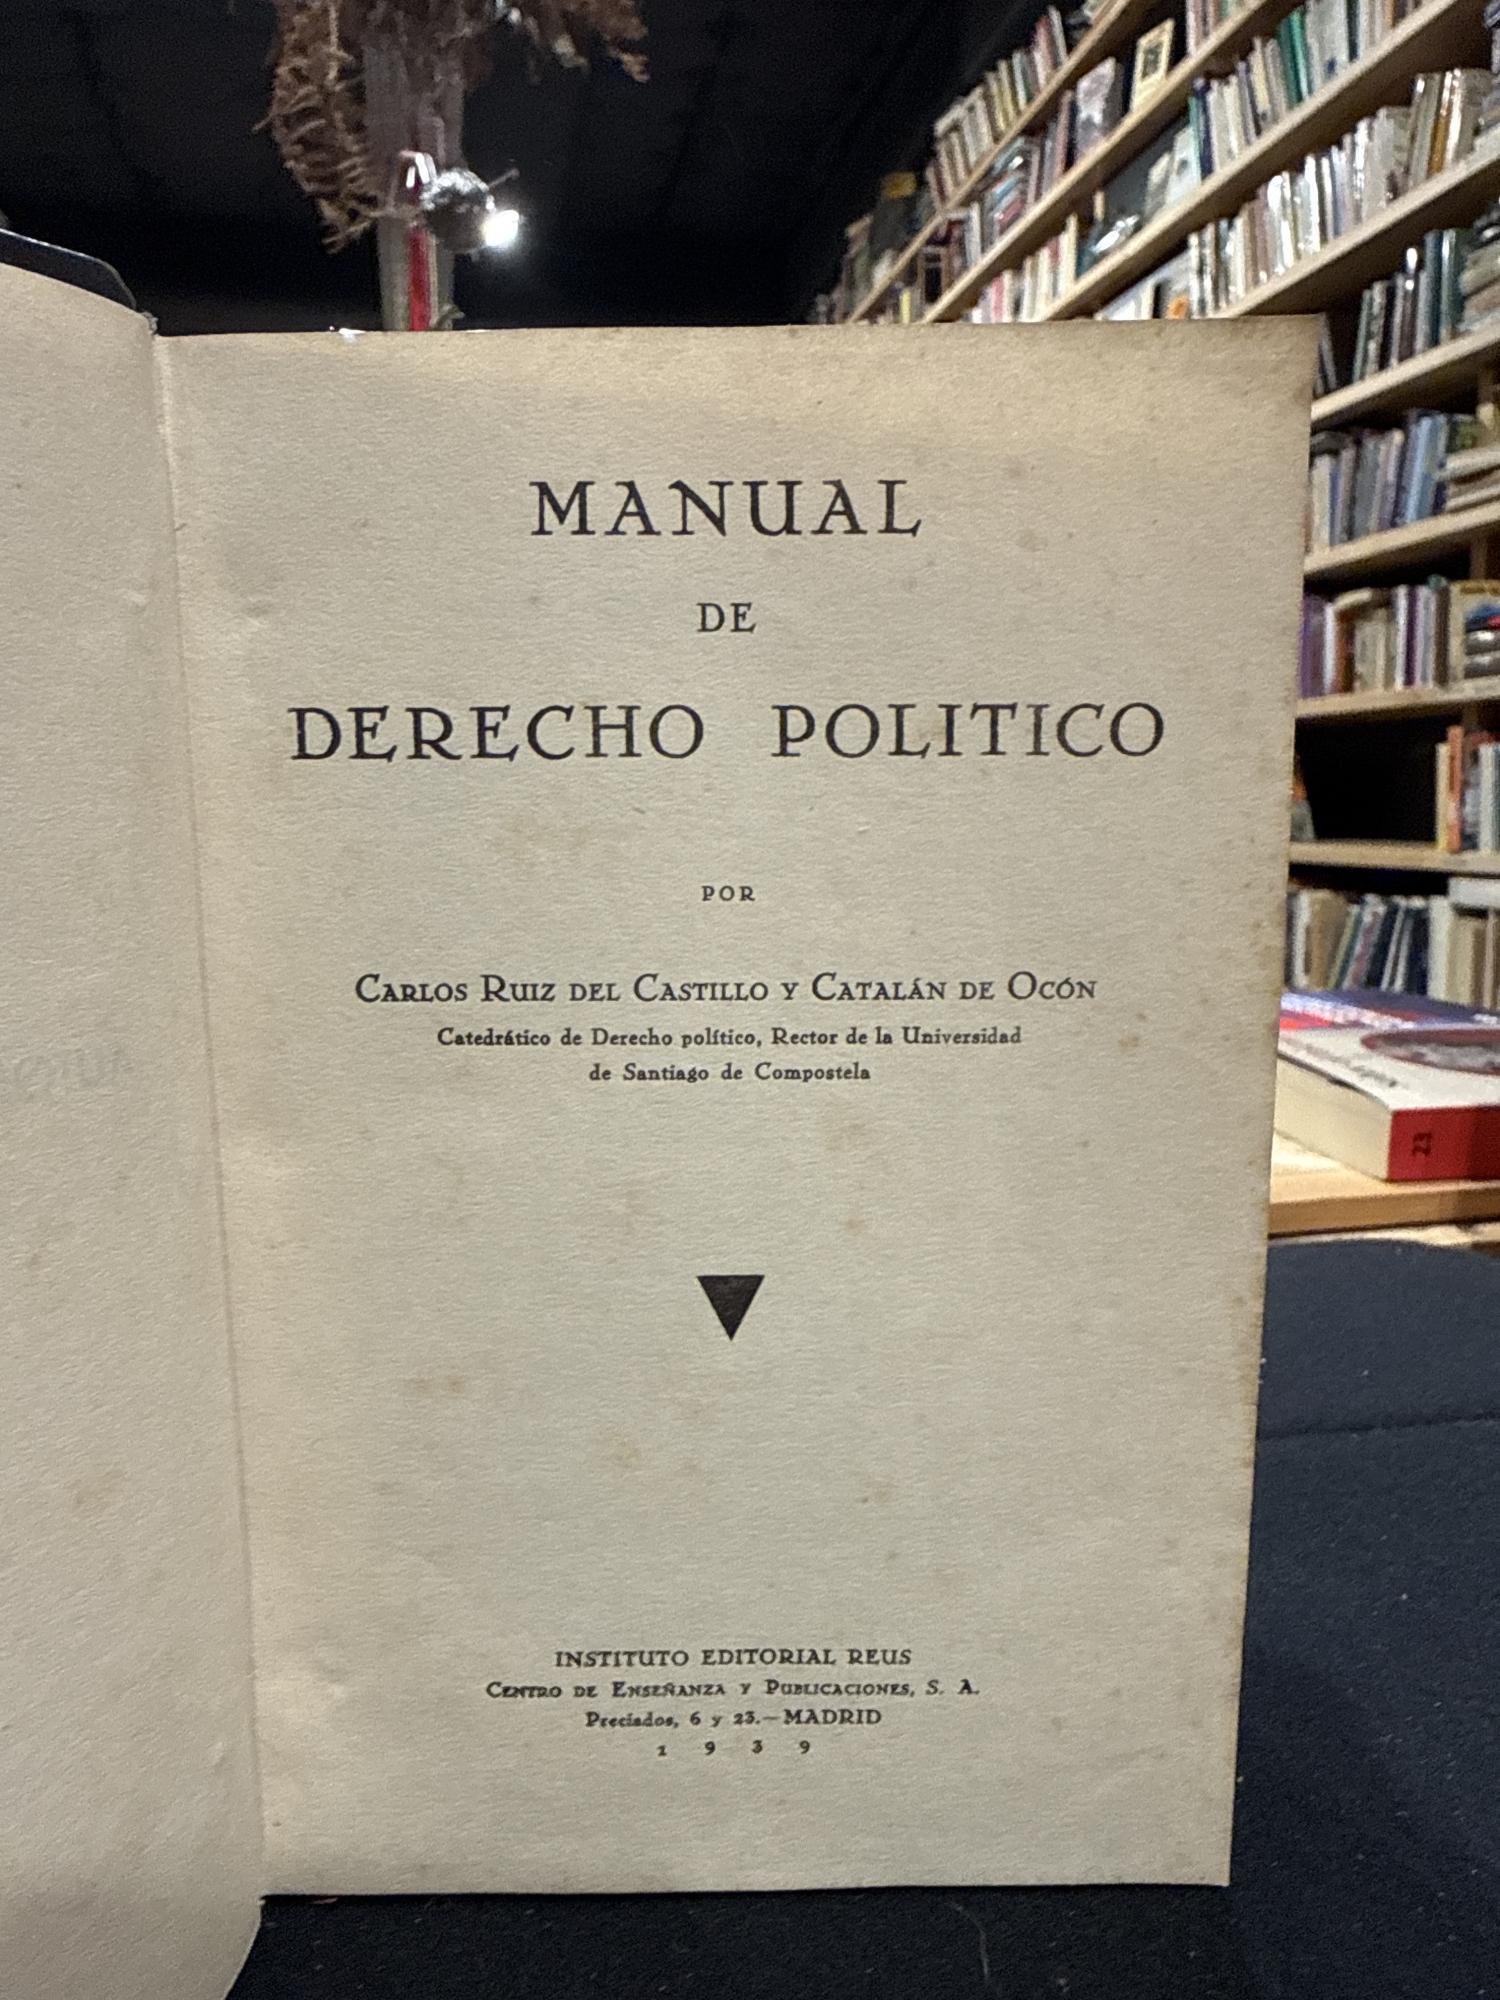 MANUAL
DE
DERECHO POLITICO
POR
CARLOS RUIZ DEL CASTILLO Y CATALÁN DE OCÓN
Catedrático de Derecho político, Rector de la Universidad
de Santiago de Compostela
INSTITUTO EDITORIAL REUS
CENTRO DE ENSEÑANZA Y PUBLICACIONES, S. A.
Preciados, 6 y 23.—MADRID
1 9 3 9
23